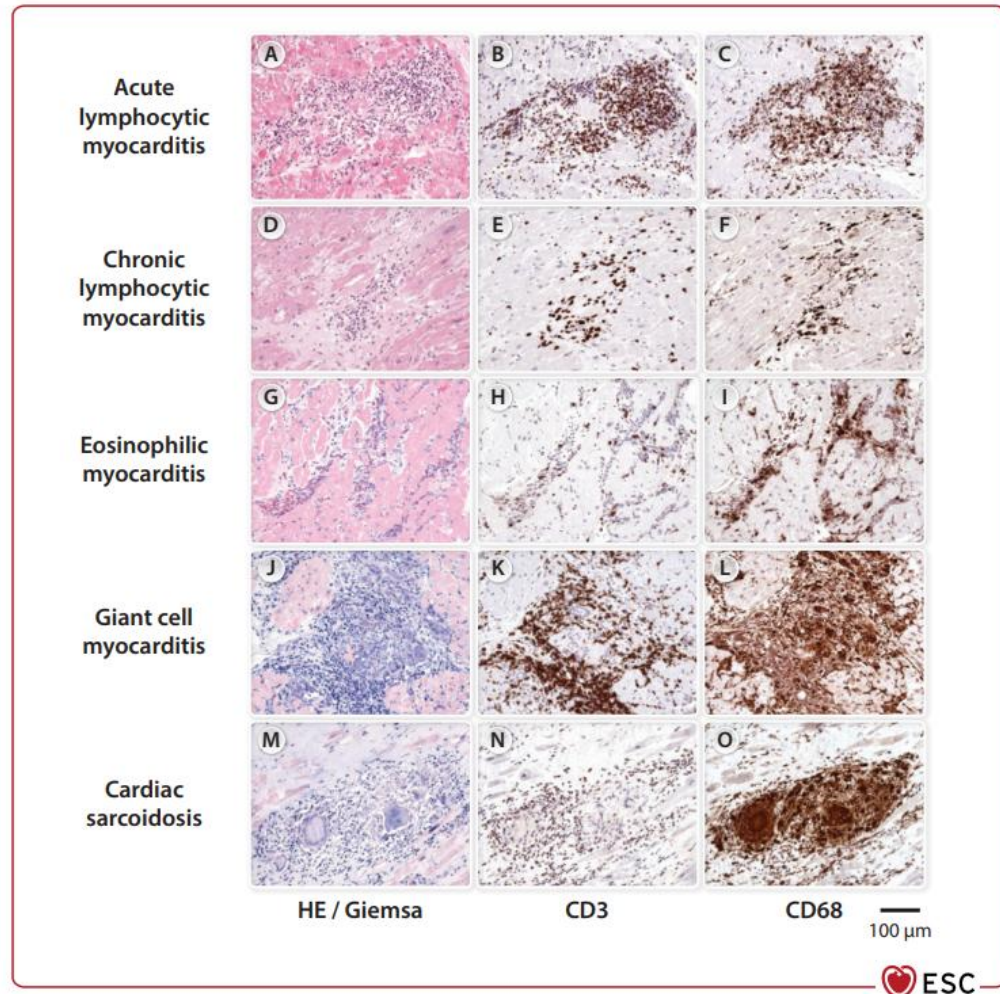 Acute
lymphocytic
myocarditis
A
B
C
Chronic
lymphocytic
myocarditis
D
E
F
Eosinophilic
myocarditis
G
H
I
Giant cell
myocarditis
J
K
L
Cardiac
sarcoidosis
M
N
O
HE / Giemsa
CD3
CD68
100 µm
ESC